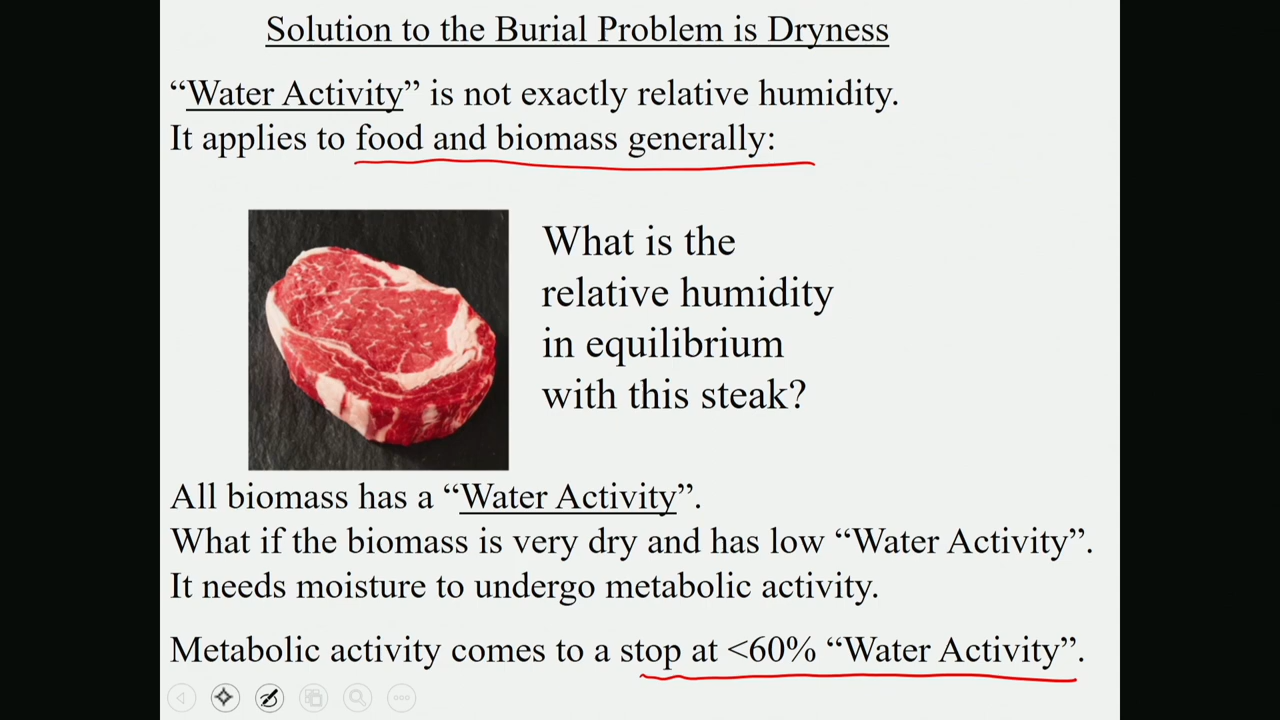 Solution to the Burial Problem is Dryness
“Water Activity” is not exactly relative humidity.
It applies to food and biomass generally:
What is the
relative humidity
in equilibrium
with this steak?
All biomass has a “Water Activity”.
What if the biomass is very dry and has low “Water Activity”.
It needs moisture to undergo metabolic activity.
Metabolic activity comes to a stop at <60% “Water Activity”.